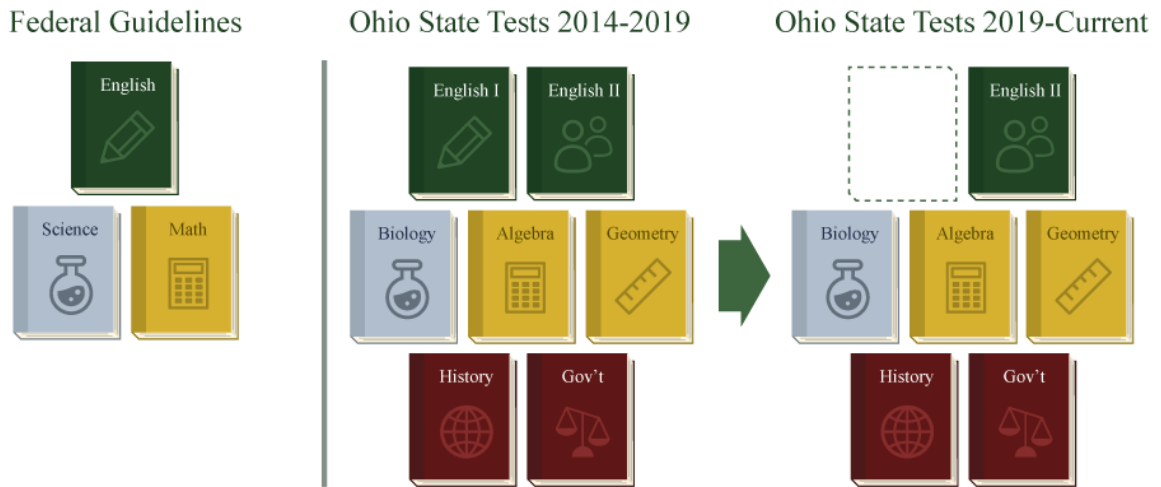 Federal Guidelines
Ohio State Tests 2014-2019
Ohio State Tests 2019-Current
English
English I
English II
English II
Science
Math
Biology
Algebra
Geometry
Biology
Algebra
Geometry
History
Gov't
History
Gov't